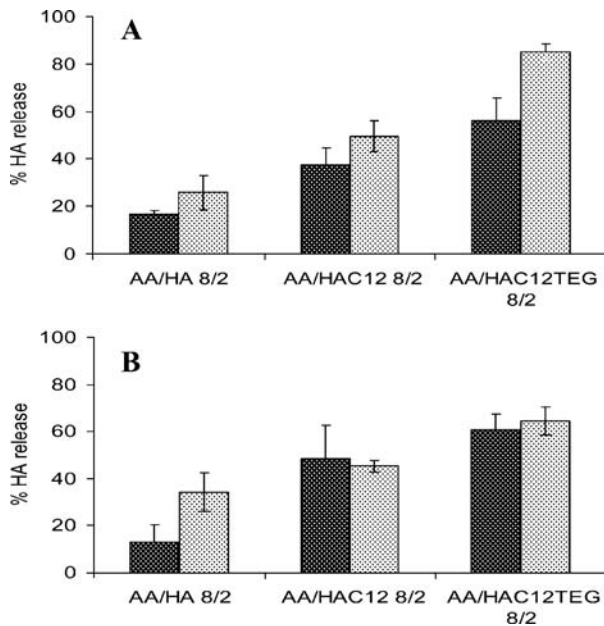 A
% HA release
100
80
60
40
20
0
AA/HA 8/2
AA/HAC12 8/2
AA/HAC12TEG
8/2
B
% HA release
100
80
60
40
20
0
AA/HA 8/2
AA/HAC12 8/2
AA/HAC12TEG
8/2